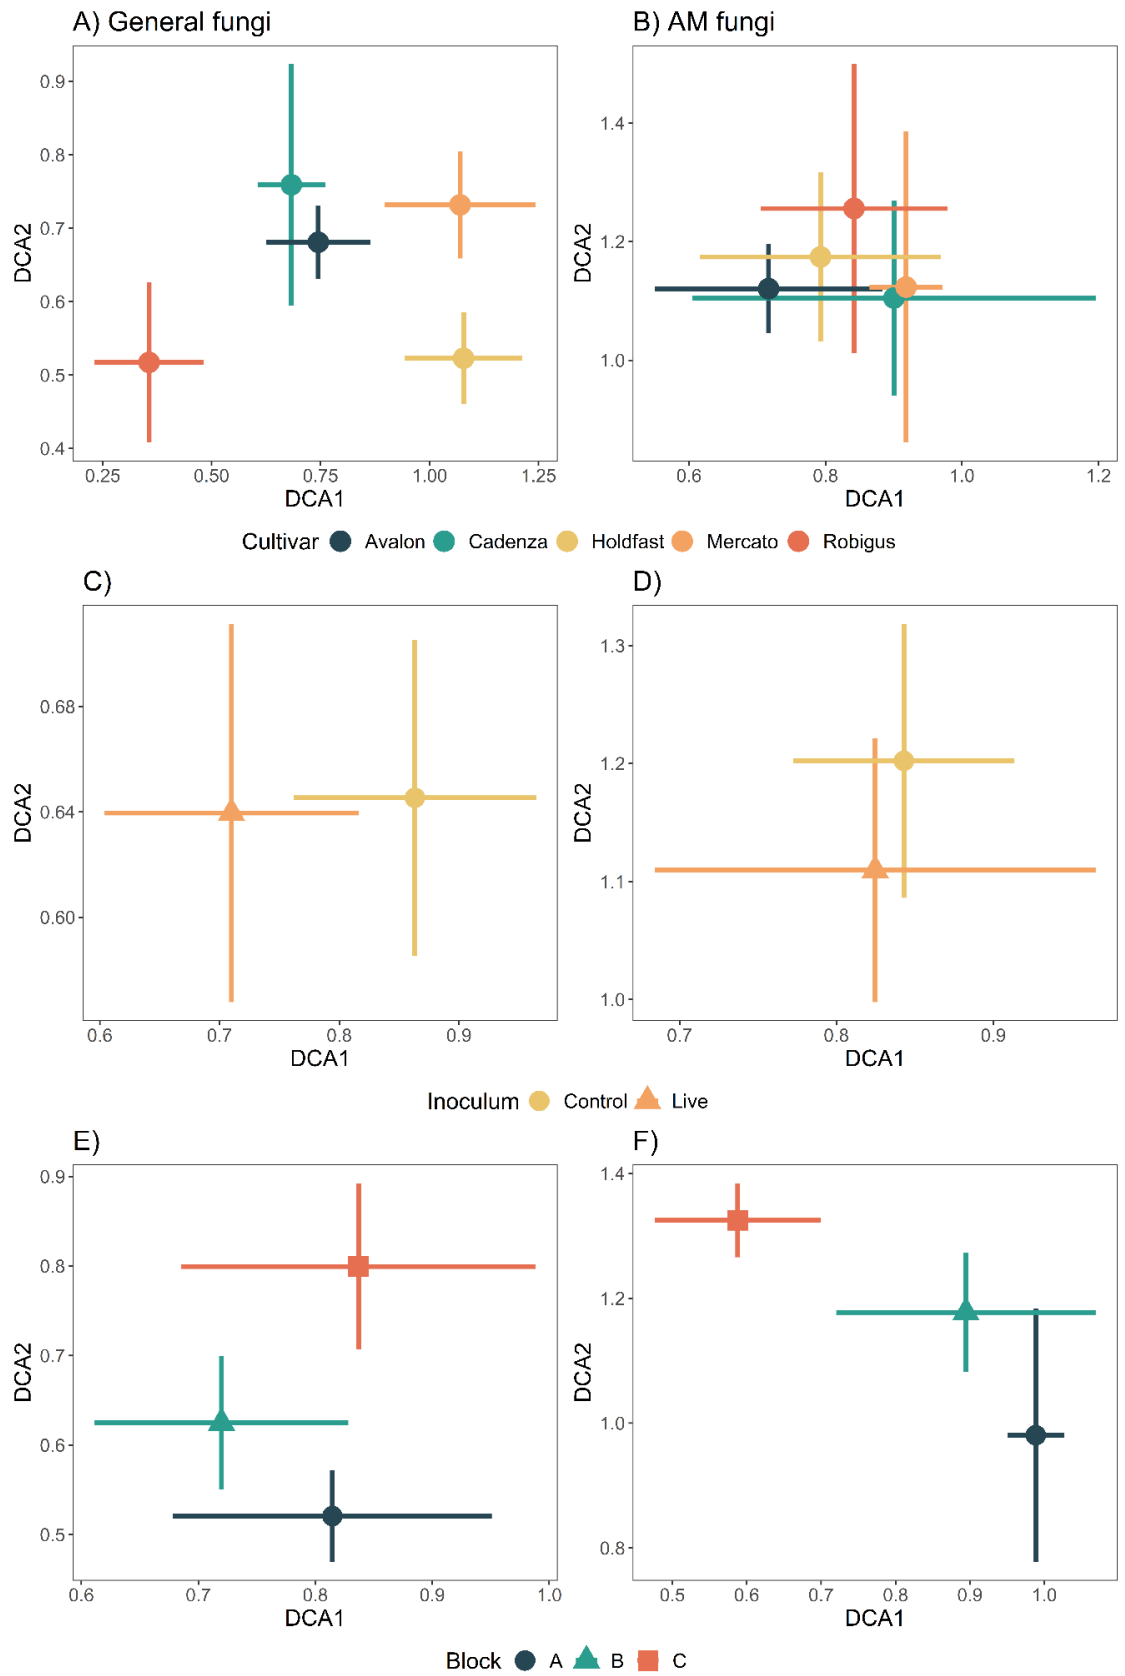 A) General fungi
B) AM fungi
DCA2
0.9
0.8
0.7
0.6
0.5
0.4
0.25 0.50 0.75 1.00 1.25
DCA1
DCA2
1.4
1.2
1.0
0.6 0.8 1.0 1.2
DCA1
Cultivar Avalon Cadenza Holdfast Mercato Robigus
C)
D)
DCA2
0.68
0.64
0.60
0.6 0.7 0.8 0.9
DCA1
DCA2
1.3
1.2
1.1
1.0
0.7 0.8 0.9
DCA1
Inoculum Control Live
E)
F)
DCA2
0.9
0.8
0.7
0.6
0.5
0.6 0.7 0.8 0.9 1.0
DCA1
DCA2
1.4
1.2
1.0
0.8
0.5 0.6 0.7 0.8 0.9 1.0
DCA1
Block A B C